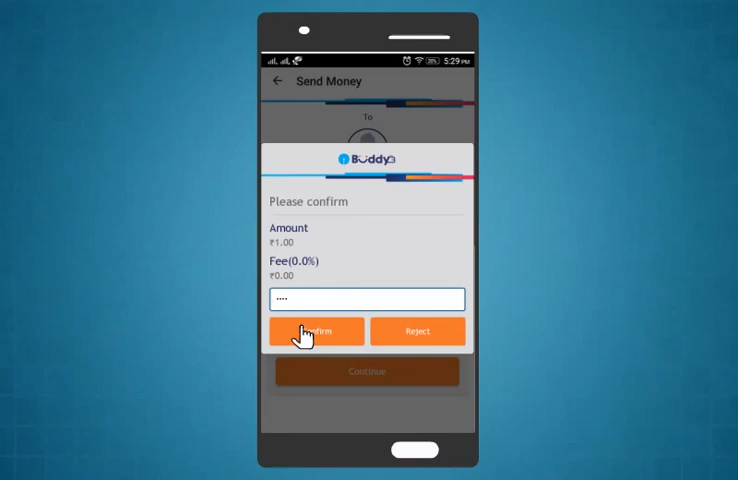 5:29 PM
Send Money
To
Buddy
Please confirm
Amount
₹1.00
Fee(0.0%)
₹0.00
Reject
Continue